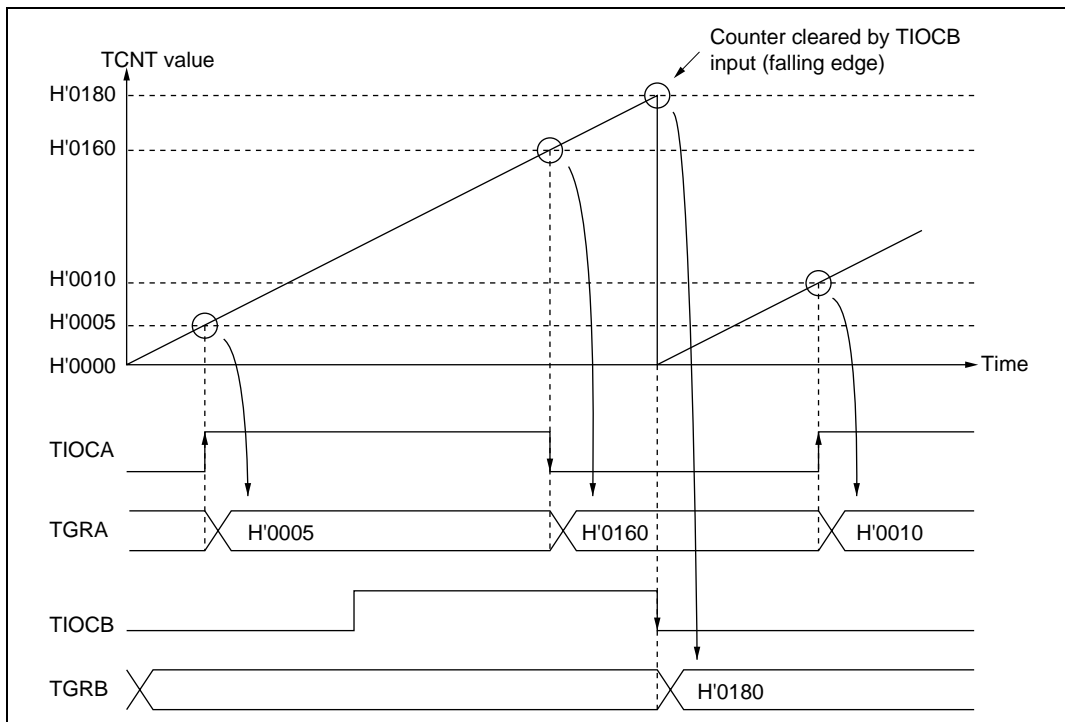 Counter cleared by TIOCB
input (falling edge)
TCNT value
H'0180
H'0160
H'0010
H'0005
H'0000
Time
TIOCA
TGRA
H'0005
H'0160
H'0010
TIOCB
TGRB
H'0180